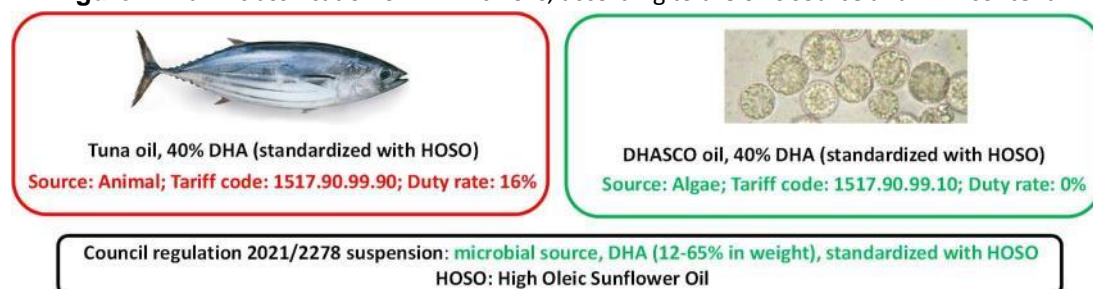 Tuna oil, 40% DHA (standardized with HOSO)
Source: Animal; Tariff code: 1517.90.99.90; Duty rate: 16%
DHASCO oil, 40% DHA (standardized with HOSO)
Source: Algae; Tariff code: 1517.90.99.10; Duty rate: 0%
Council regulation 2021/2278 suspension: microbial source, DHA (12-65% in weight), standardized with HOSO
HOSO: High Oleic Sunflower Oil